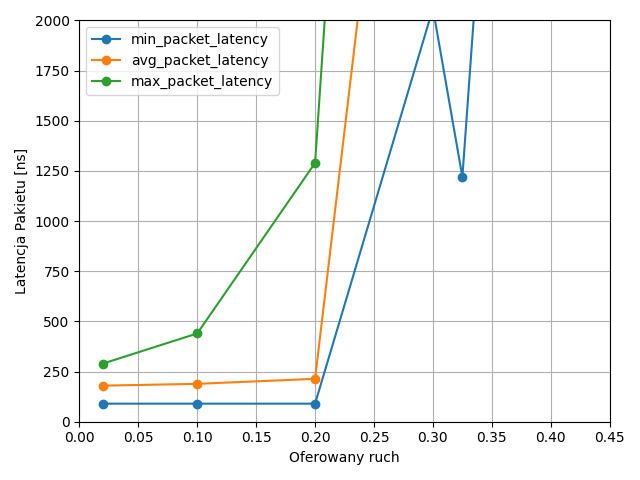 min_packet_latency
avg_packet_latency
max_packet_latency
2000
1750
1500
1250
1000
750
500
250
0
Latencja Pakietu [ns]
0.00 0.05 0.10 0.15 0.20 0.25 0.30 0.35 0.40 0.45
Oferowany ruch